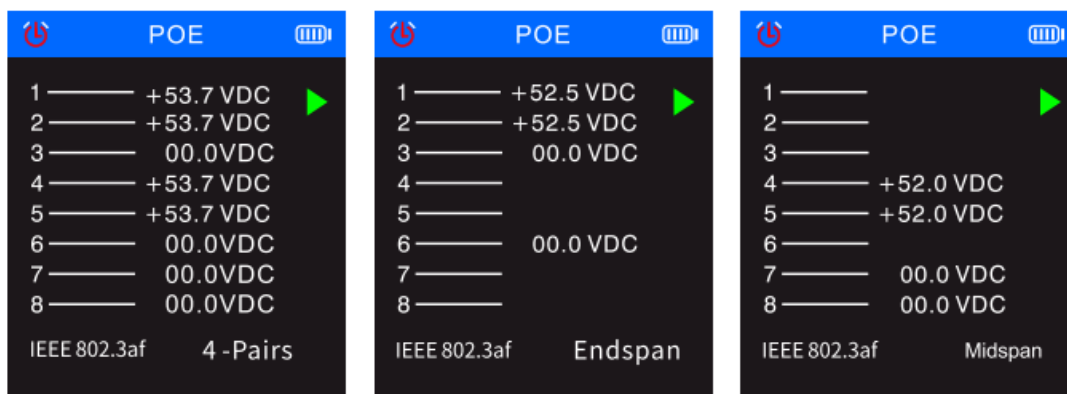 POE
1 +53.7 VDC
2 +53.7 VDC
3 00.0VDC
4 +53.7 VDC
5 +53.7 VDC
6 00.0VDC
7 00.0VDC
8 00.0VDC
IEEE 802.3af 4-Pairs
POE
1 +52.5 VDC
2 +52.5 VDC
3 00.0 VDC
4
5
6 00.0 VDC
7
8
IEEE 802.3af Endspan
POE
1
2
3
4 +52.0 VDC
5 +52.0 VDC
6
7 00.0 VDC
8 00.0 VDC
IEEE 802.3af Midspan